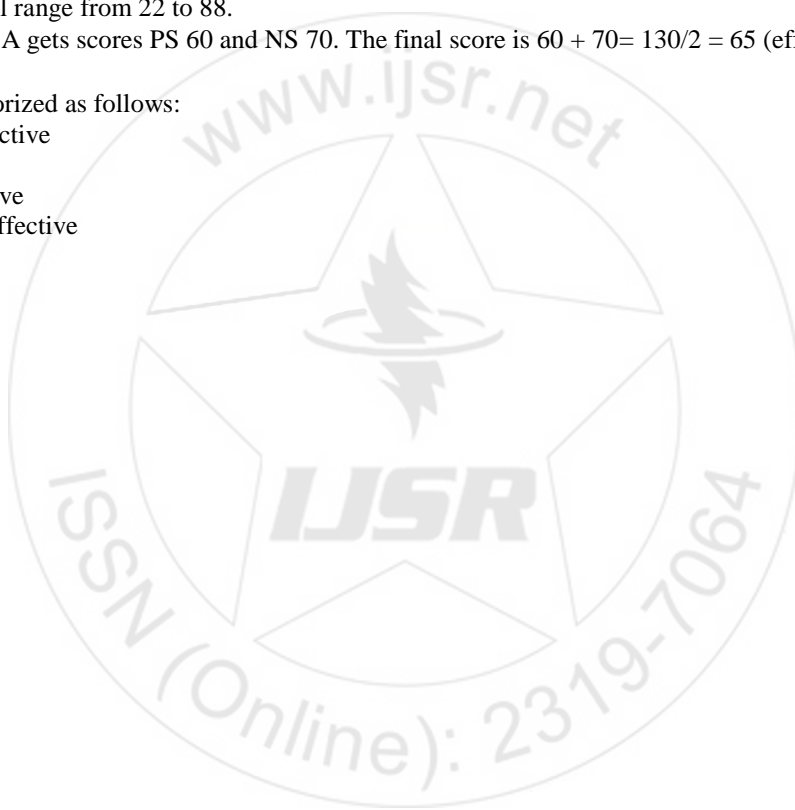 l range from 22 to 88.
A gets scores PS 60 and NS 70. The final score is 60 + 70= 130/2 = 65 (ef
orized as follows:
ctive
ve
ffective
www.ijsr.net
IJSR
ISSN (Online): 2319-7064